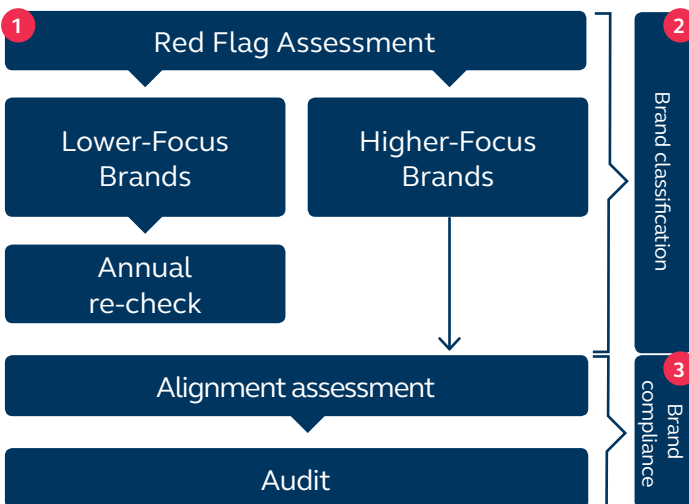 1
Red Flag Assessment
2
Lower-Focus
Brands
Higher-Focus
Brands
Brand classification
Annual
re-check
Alignment assessment
3
Brand
compliance
Audit